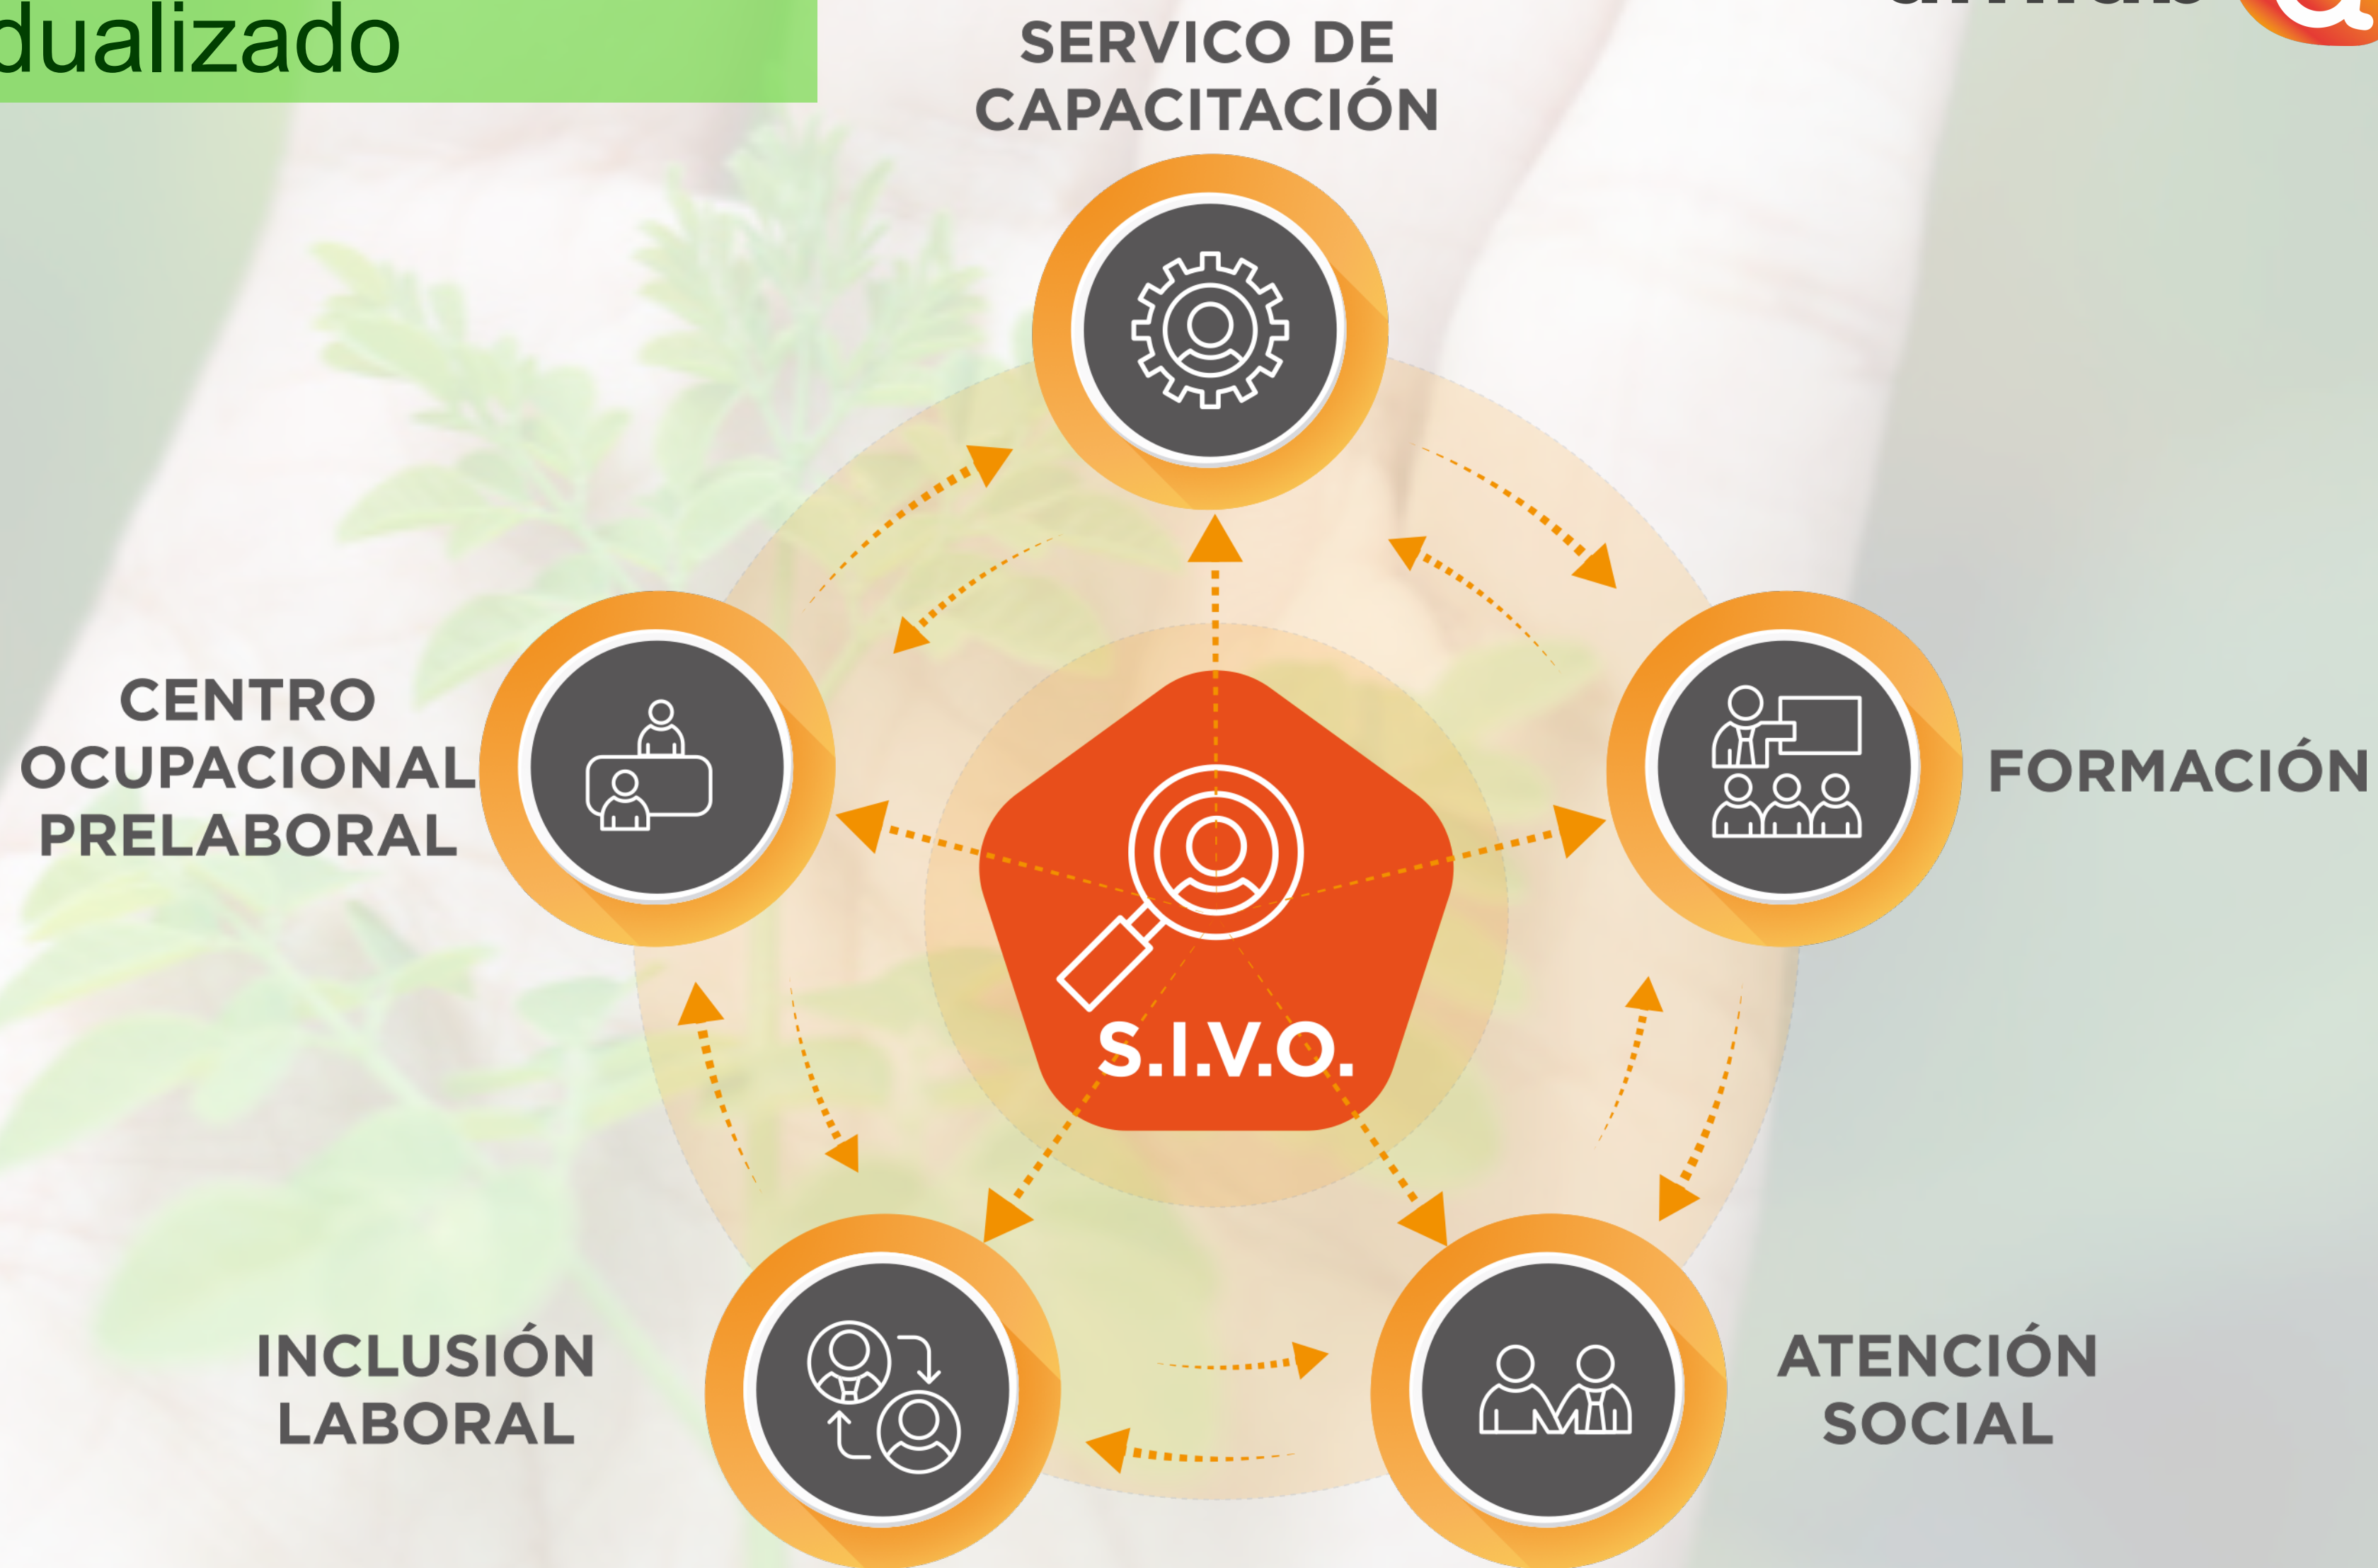 dualizado
SERVICO DE
CAPACITACIÓN
CENTRO
OCUPACIONAL
PRELABORAL
FORMACIÓN
S.I.V.O.
INCLUSIÓN
LABORAL
ATENCIÓN
SOCIAL